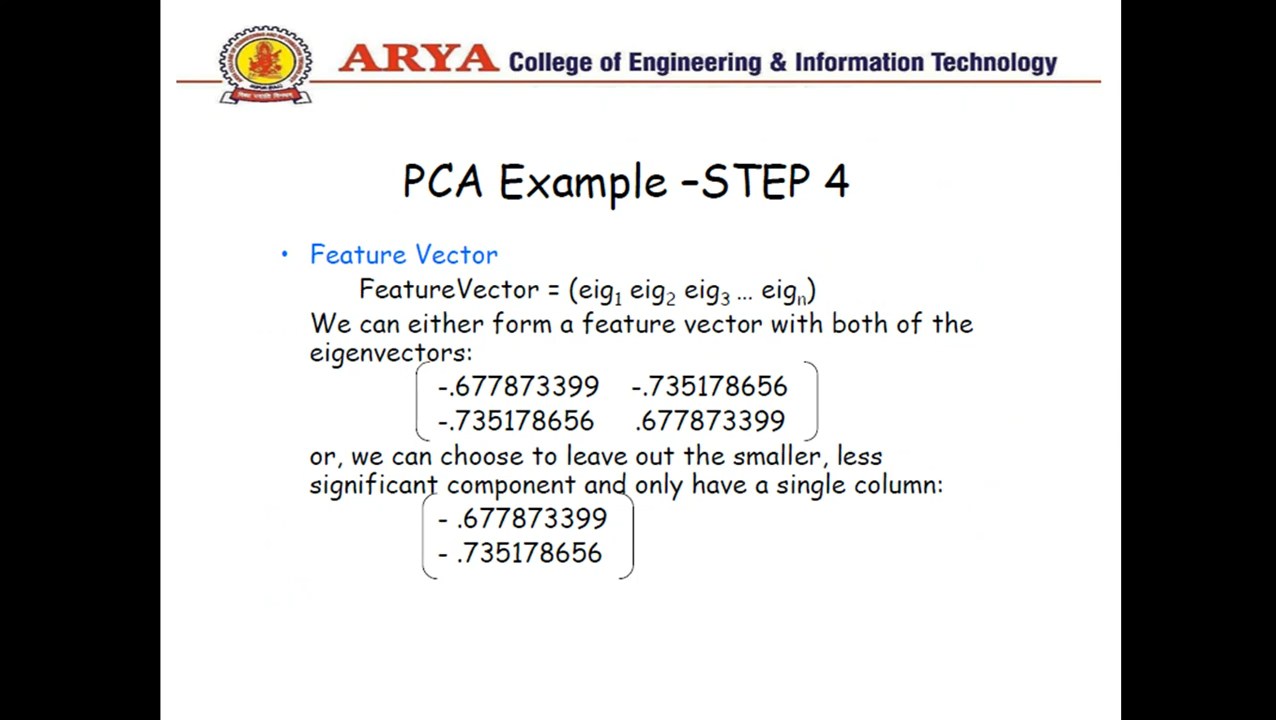 ARYA College of Engineering & Information Technology
PCA Example –STEP 4
• Feature Vector
FeatureVector = (eig₁ eig₂ eig₃ … eigₙ)
We can either form a feature vector with both of the
eigenvectors:
-.677873399 -.735178656
-.735178656 .677873399
or, we can choose to leave out the smaller, less
significant component and only have a single column:
- .677873399
- .735178656